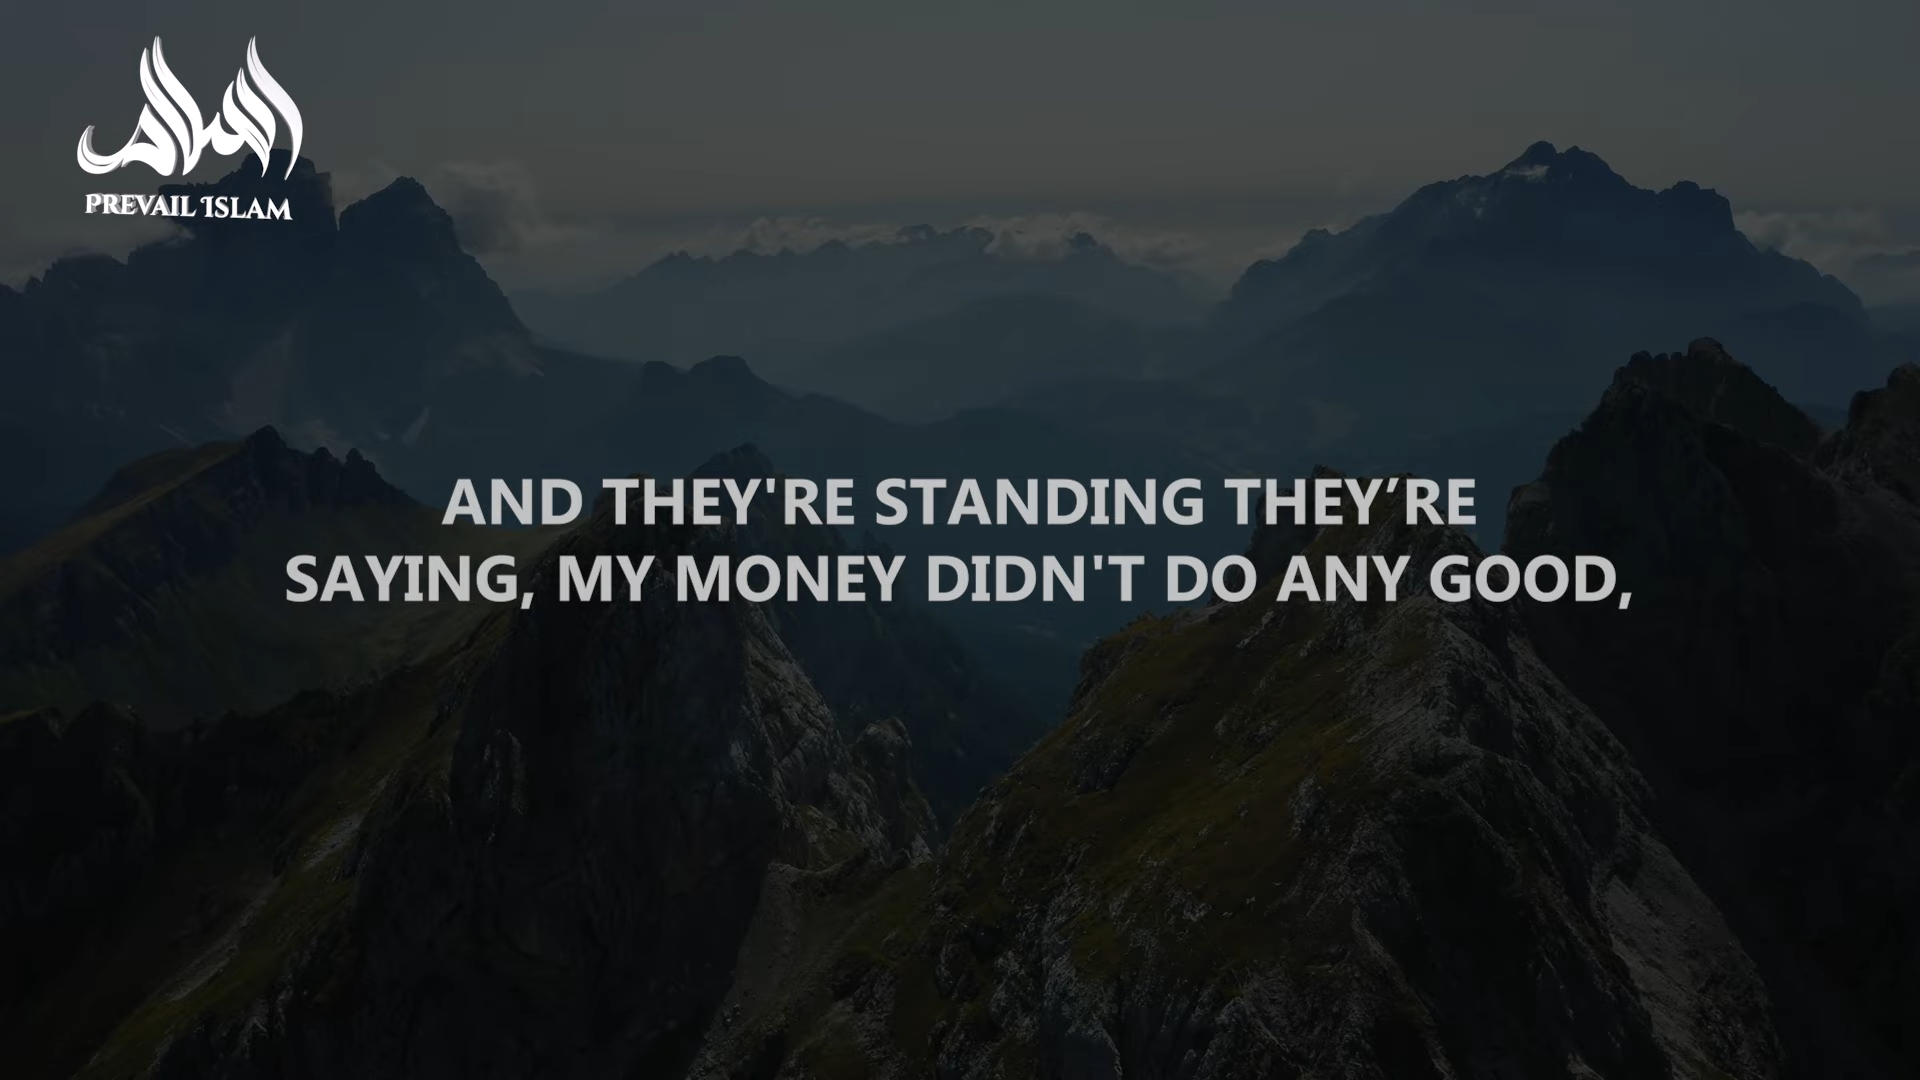 PREVAIL ISLAM
AND THEY'RE STANDING THEY’RE
SAYING, MY MONEY DIDN'T DO ANY GOOD,